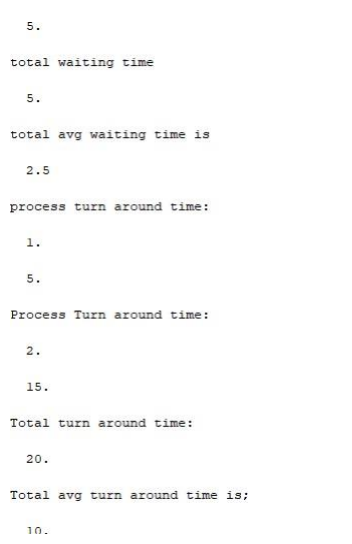 5.
total waiting time
5.
total avg waiting time is
2.5
process turn around time:
1.
5.
Process Turn around time:
2.
15.
Total turn around time:
20.
Total avg turn around time is;
10.